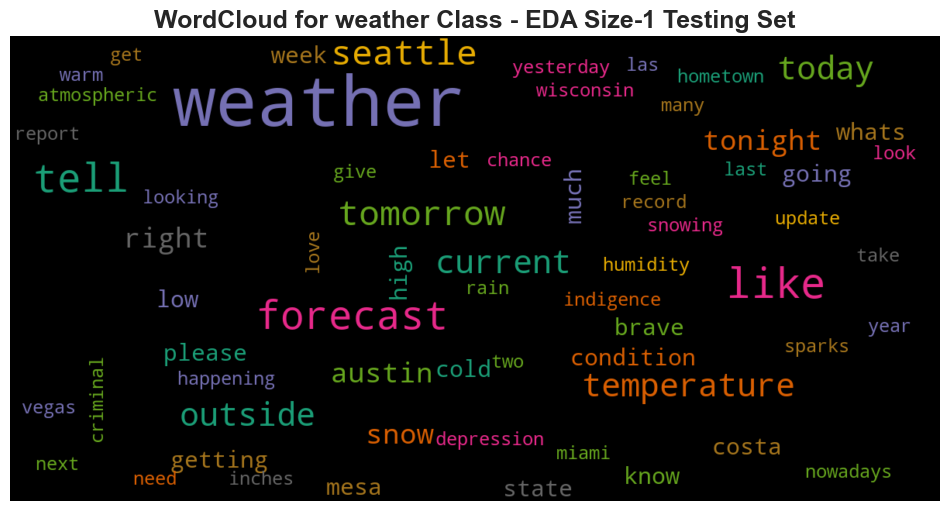 WordCloud for weather Class - EDA Size-1 Testing Set
get
week
seattle
yesterday
las
hometown
today
warm
weather
wisconsin
atmospheric
many
report
tonight
whats
tell
let
chance
look
give
last
going
looking
much
feel
record
tomorrow
snowing
update
right
love
high
current
humidity
take
rain
low
indigence
like
forecast
brave
year
please
condition
sparks
happening
austin
cold
two
temperature
vegas
criminal
outside
snow
depression
costa
next
getting
miami
know
nowadays
need
inches
mesa
state